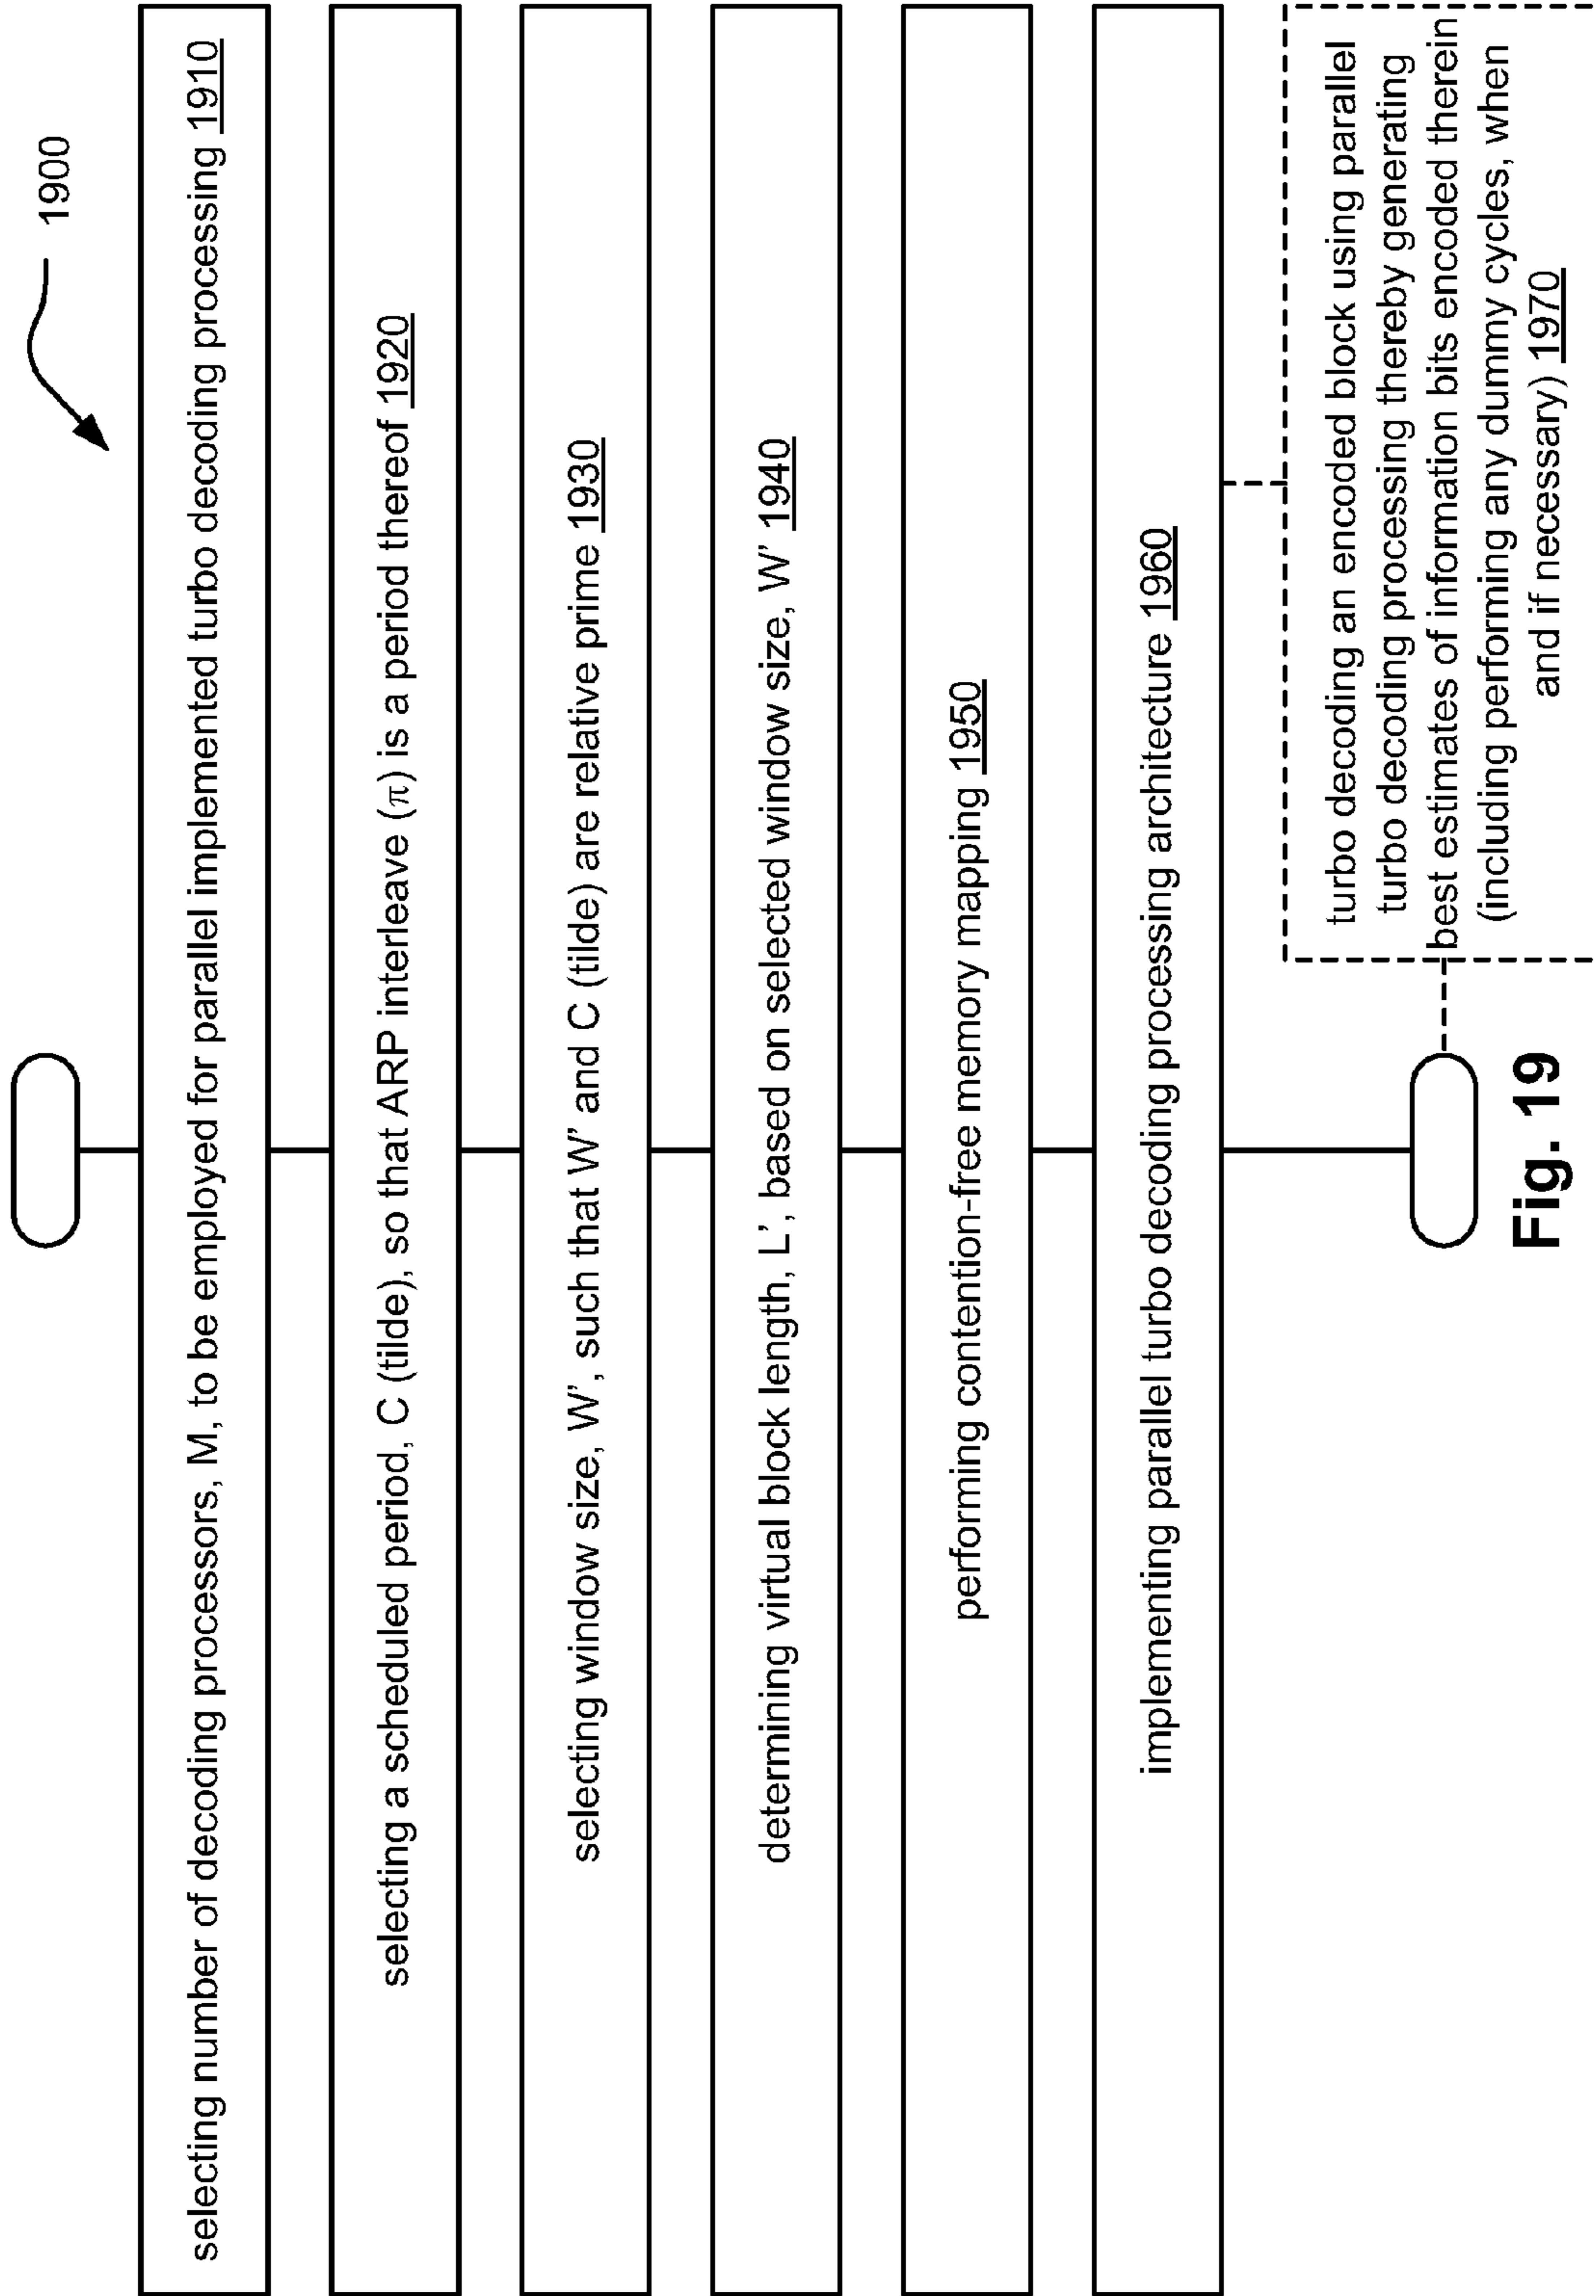 1900
selecting number of decoding processors, M, to be employed for parallel implemented turbo decoding processing 1910
selecting a scheduled period, C (tilde), so that ARP interleave (π) is a period thereof 1920
selecting window size, W', such that W' and C (tilde) are relative prime 1930
determining virtual block length, L', based on selected window size, W' 1940
performing contention-free memory mapping 1950
implementing parallel turbo decoding processing architecture 1960
turbo decoding an encoded block using parallel
turbo decoding processing thereby generating
best estimates of information bits encoded therein
(including performing any dummy cycles, when
and if necessary) 1970
Fig. 19